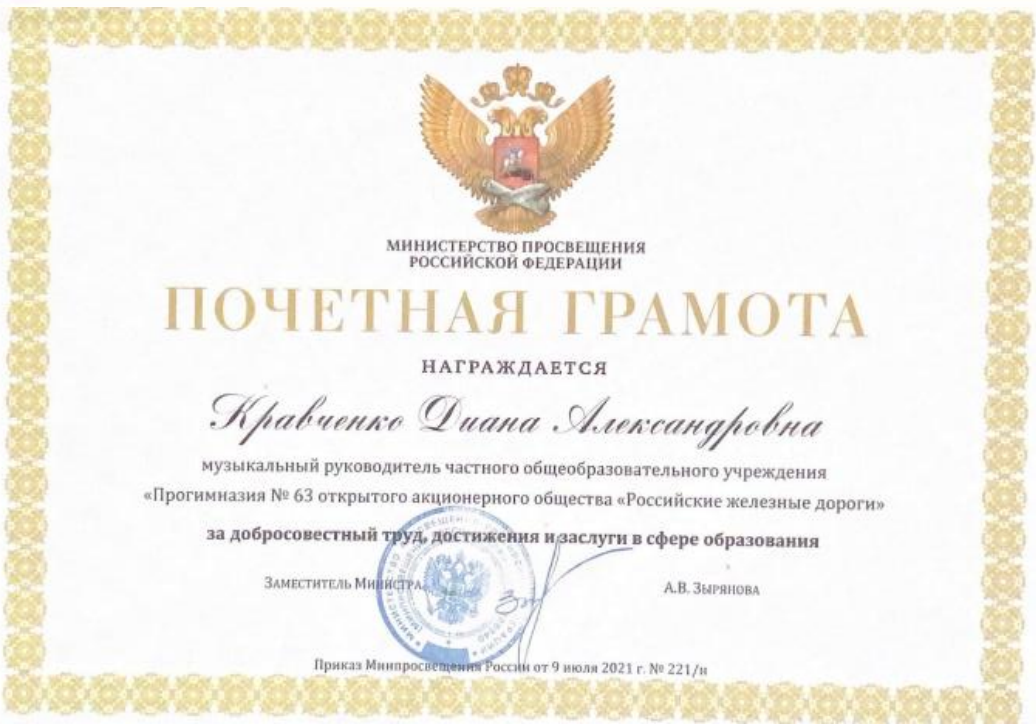 МИНИСТЕРСТВО ПРОСВЕЩЕНИЯ
РОССИЙСКОЙ ФЕДЕРАЦИИ
ПОЧЕТНАЯ ГРАМОТА
НАГРАЖДАЕТСЯ
Кравченко Диана Александровна
музыкальный руководитель частного общеобразовательного учреждения
«Прогимназия № 63 открытого акционерного общества «Российские железные дороги»
за добросовестный труд, достижения и заслуги в сфере образования
Заместитель Министра А.В. Зырянова
Приказ Минпросвещения России от 9 июля 2021 г. № 221/н